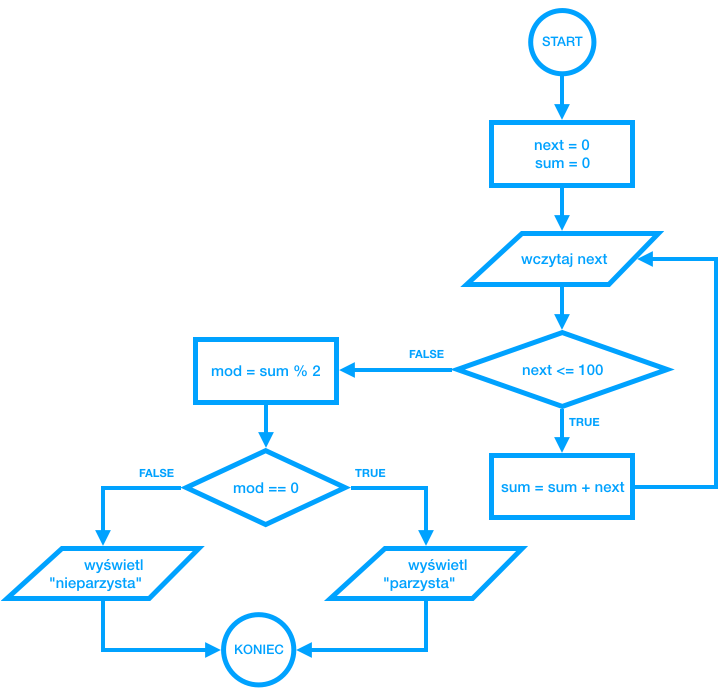 START
next = 0
sum = 0
wczytaj next
next <= 100
FALSE
TRUE
mod = sum % 2
sum = sum + next
mod == 0
FALSE
TRUE
wyświetl
"nieparzysta"
wyświetl
"parzysta"
KONIEC